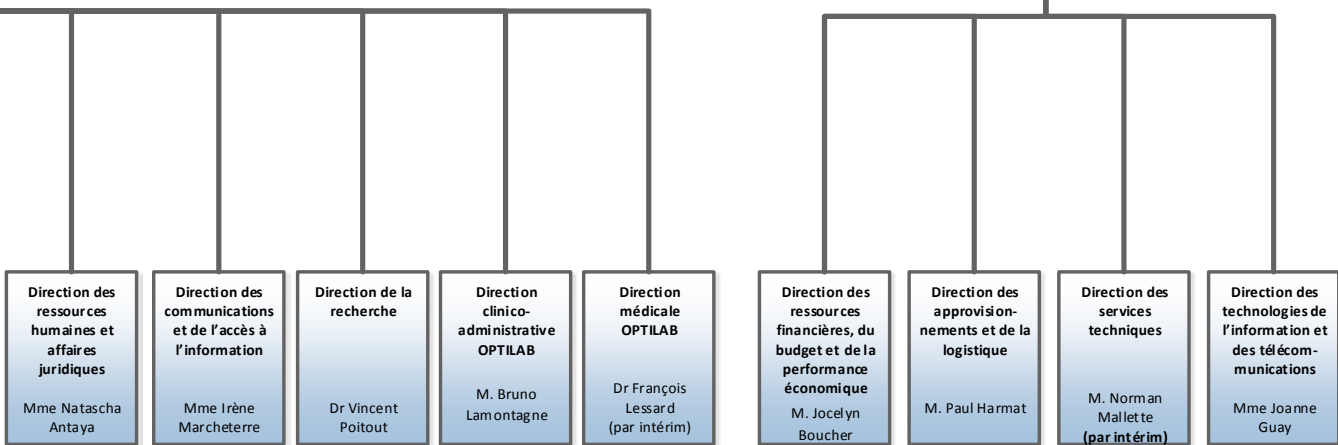 Direction des
ressources
humaines et
affaires
juridiques
Mme Natascha
Antaya
Direction des
communications
et de l'accès à
l'information
Mme Irène
Marcheterre
Direction de la
recherche
Dr Vincent
Poitout
Direction
clinico-
administrative
OPTILAB
M. Bruno
Lamontagne
Direction
médicale
OPTILAB
Dr François
Lessard
(par intérim)
Direction des
ressources
financières, du
budget et de la
performance
économique
M. Jocelyn
Boucher
Direction des
approvision-
nements et de la
logistique
M. Paul Harmat
Direction des
services
techniques
M. Norman
Mallette
(par intérim)
Direction des
technologies de
l'information et
des télécom-
munications
Mme Joanne
Guay